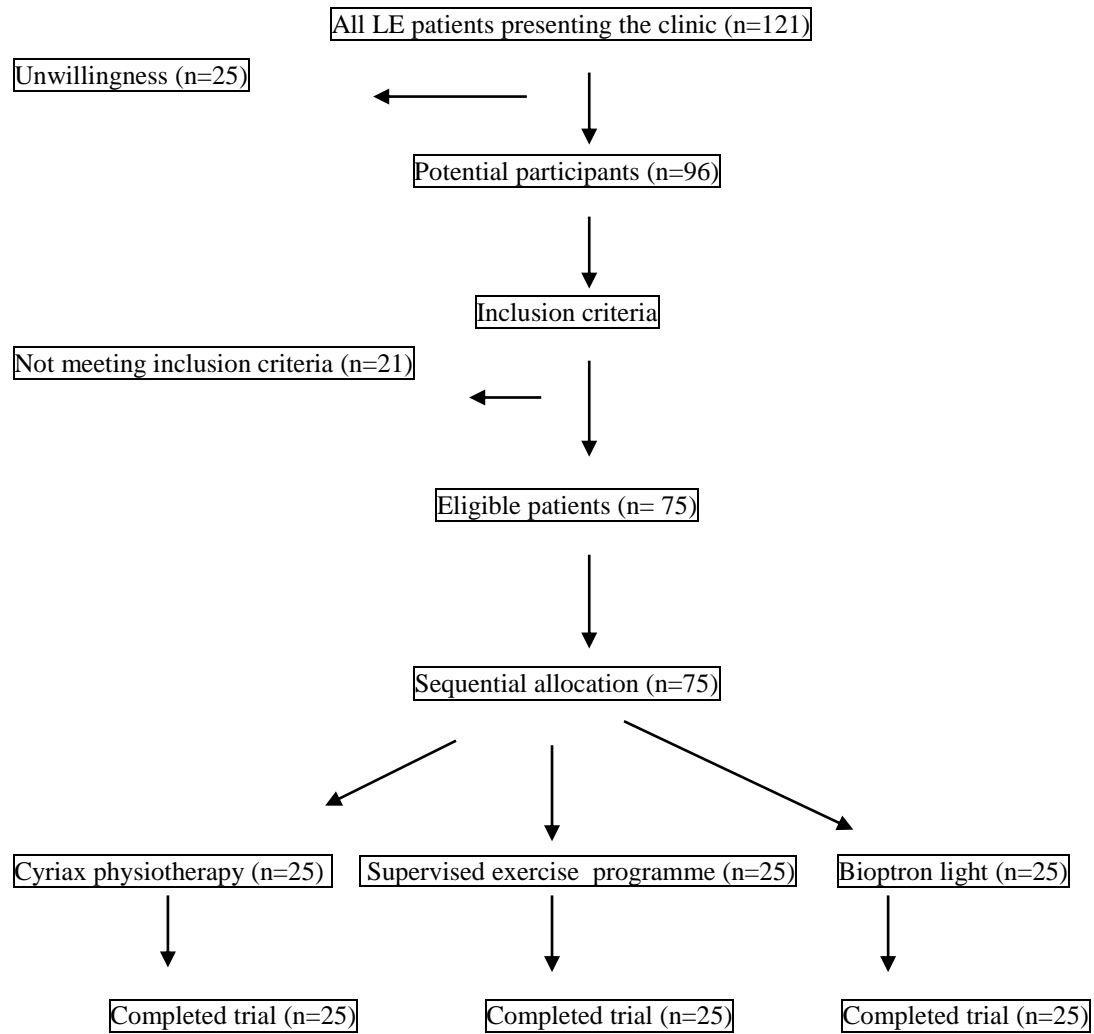 All LE patients presenting the clinic (n=121)
Unwillingness (n=25)
Potential participants (n=96)
Inclusion criteria
Not meeting inclusion criteria (n=21)
Eligible patients (n= 75)
Sequential allocation (n=75)
Cyriax physiotherapy (n=25)
Supervised exercise programme (n=25)
Bioptron light (n=25)
Completed trial (n=25)
Completed trial (n=25)
Completed trial (n=25)